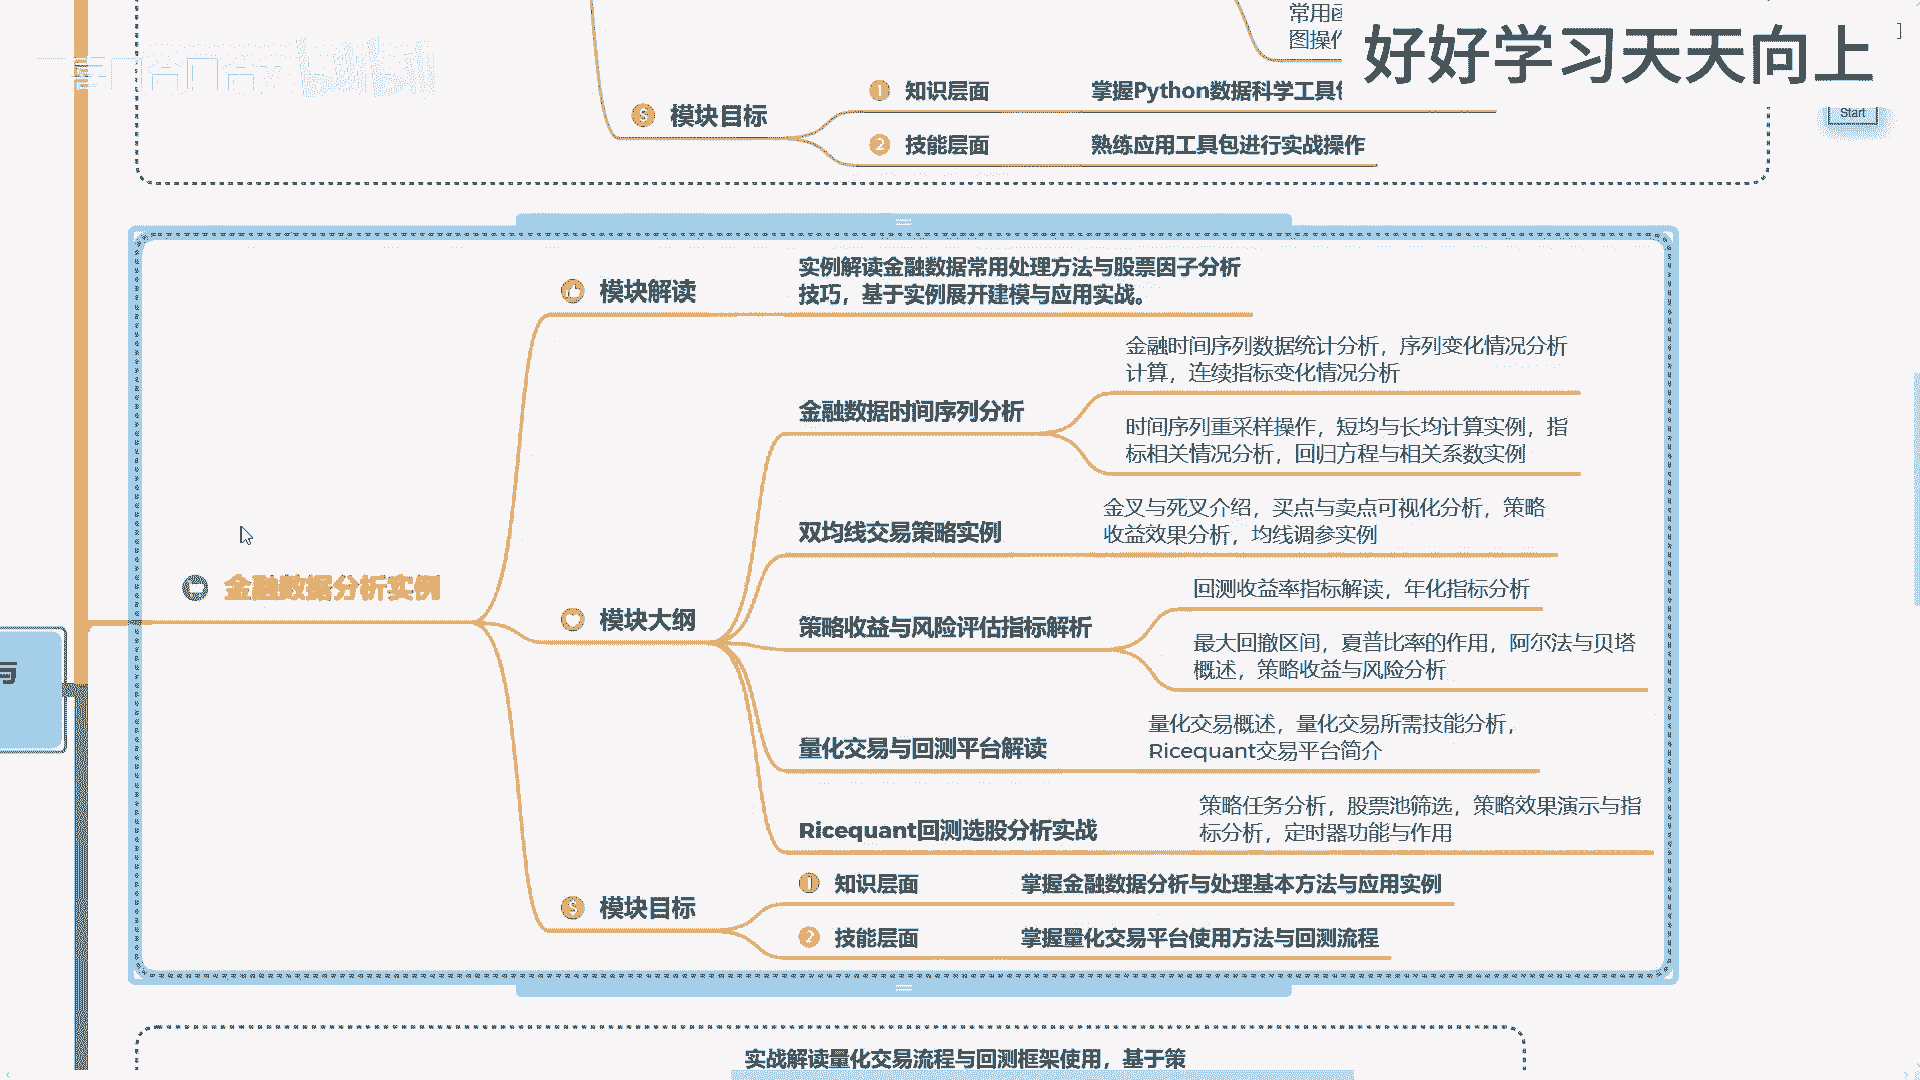 常用
图操作
好好学习天天向上
Start
模块目标
1 知识层面 掌握Python数据科学工具
2 技能层面 熟练应用工具包进行实战操作
模块解读
实例解读金融数据常用处理方法与股票因子分析
技巧，基于实例展开建模与应用实战。
金融数据时间序列分析
金融时间序列数据统计分析，序列变化情况分析
计算，连续指标变化情况分析
时间序列重采样操作，短均与长均计算实例，指
标相关情况分析，回归方程与相关系数实例
双均线交易策略实例
金叉与死叉介绍，买点与卖点可视化分析，策略
收益效果分析，均线调参实例
金融数据分析实例
模块大纲
策略收益与风险评估指标解析
回测收益率指标解读，年化指标分析
最大回撤区间，夏普比率的作用，阿尔法与贝塔
概述，策略收益与风险分析
量化交易与回测平台解读
量化交易概述，量化交易所需技能分析，
Ricequant交易平台简介
Ricequant回测选股分析实战
策略任务分析，股票池筛选，策略效果演示与指
标分析，定时器功能与作用
模块目标
1 知识层面 掌握金融数据分析与处理基本方法与应用实例
2 技能层面 掌握量化交易平台使用方法与回测流程
实战解读量化交易流程与回测框架使用，基于策